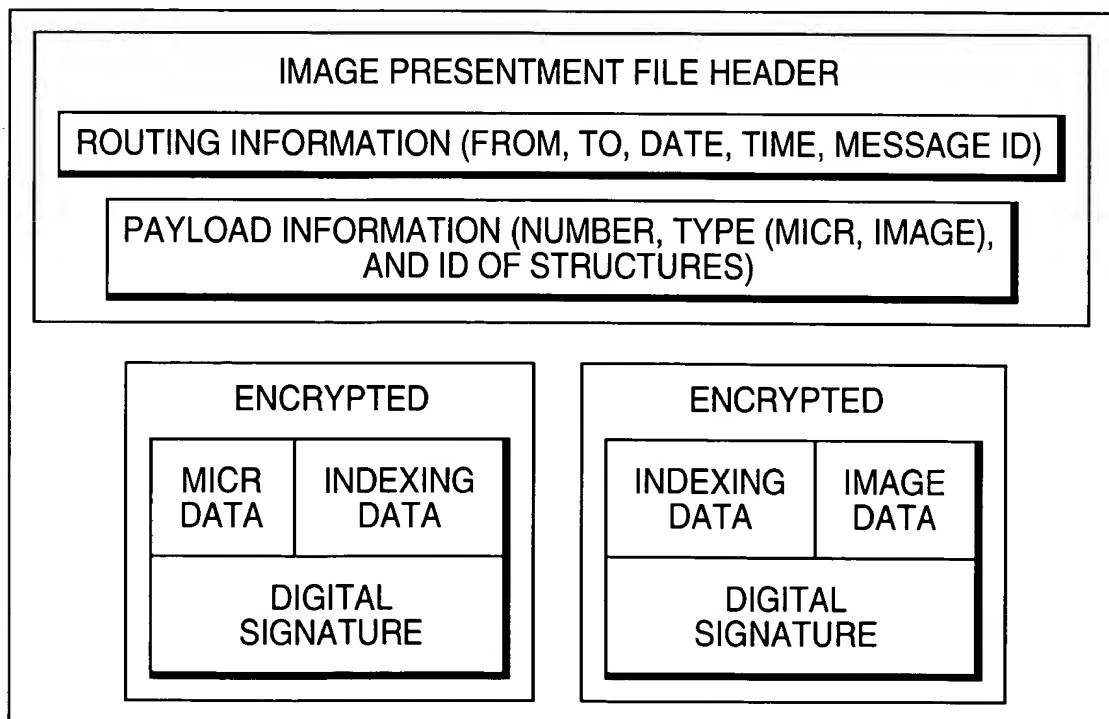 IMAGE PRESENTMENT FILE HEADER
ROUTING INFORMATION (FROM, TO, DATE, TIME, MESSAGE ID)
PAYLOAD INFORMATION (NUMBER, TYPE (MICR, IMAGE),
AND ID OF STRUCTURES)
ENCRYPTED
MICR
DATA
INDEXING
DATA
DIGITAL
SIGNATURE
ENCRYPTED
INDEXING
DATA
IMAGE
DATA
DIGITAL
SIGNATURE